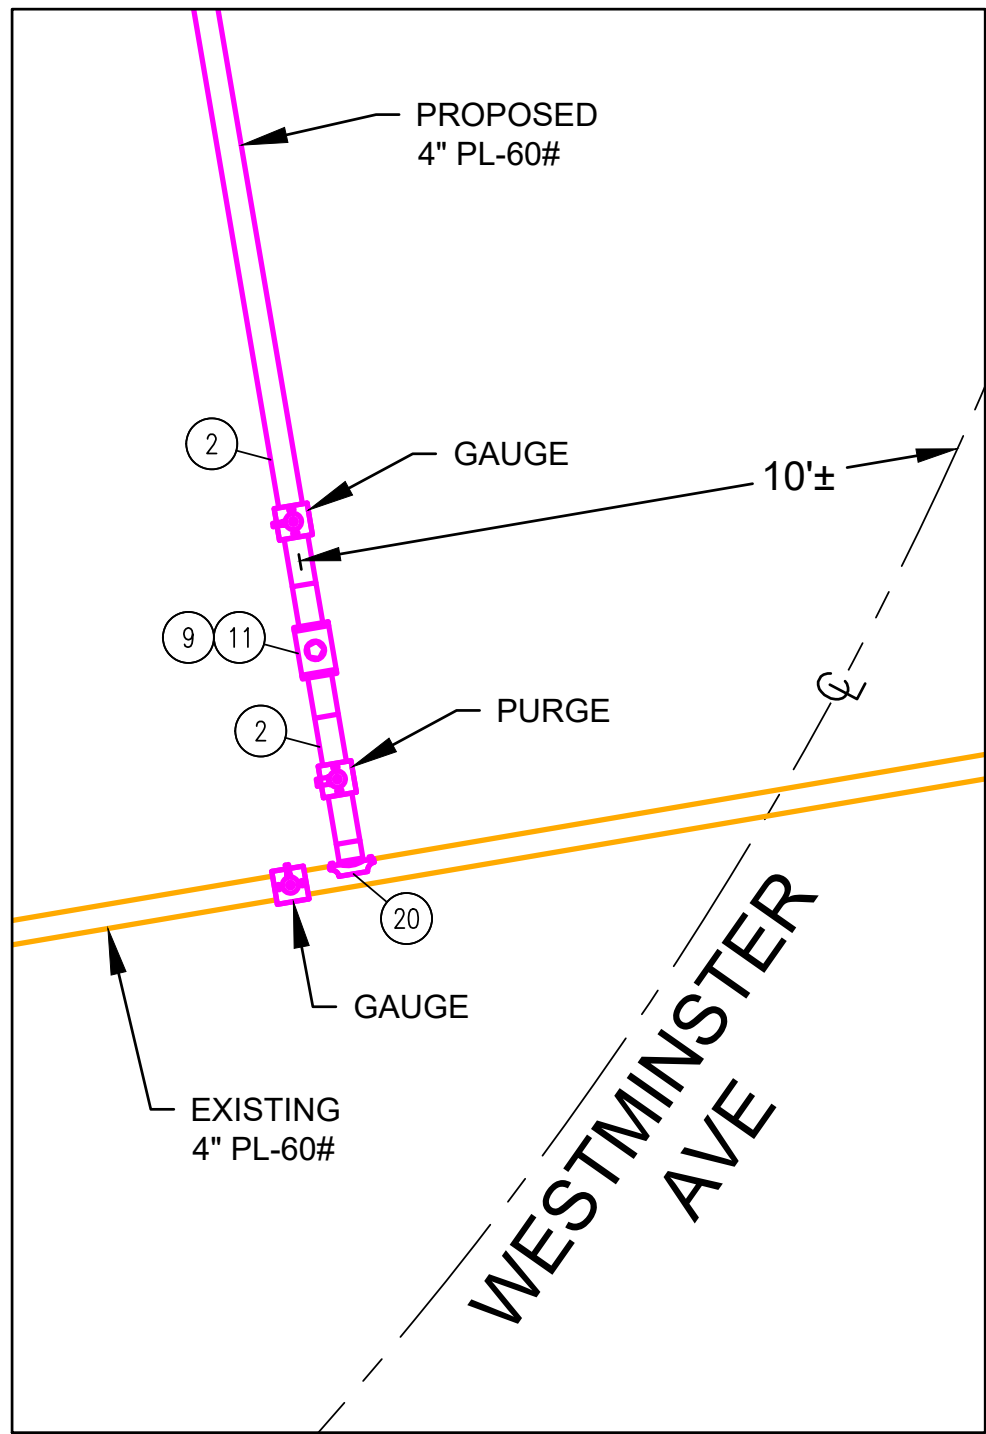 PROPOSED
4" PL-60#
2
GAUGE
10'±
9 11
2
PURGE
℄
20
GAUGE
EXISTING
4" PL-60#
WESTMINSTER
AVE